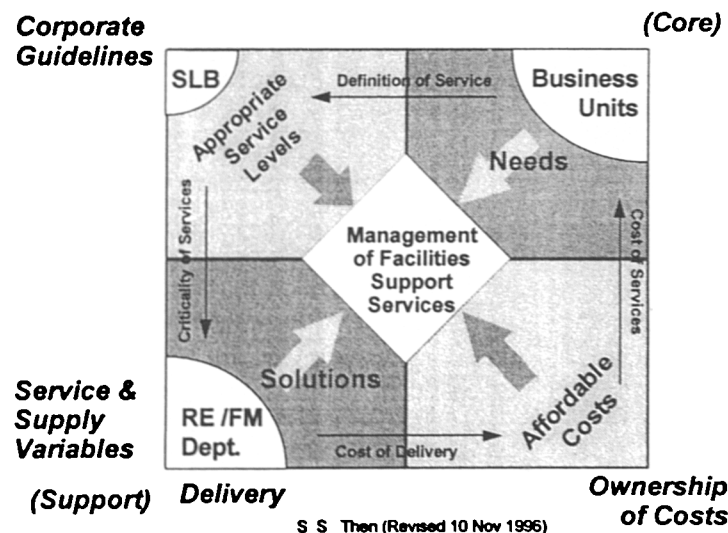 Corporate
Guidelines
(Core)
SLB
Definition of Service
Business
Units
Appropriate
Service
Levels
Needs
Criticality of Services
Management
of Facilities
Support
Services
Cost of Services
Solutions
Affordable
Costs
Service &
Supply
Variables
RE /FM
Dept.
Cost of Delivery
(Support)
Delivery
Ownership
of Costs
S S Then (Revised 10 Nov 1996)